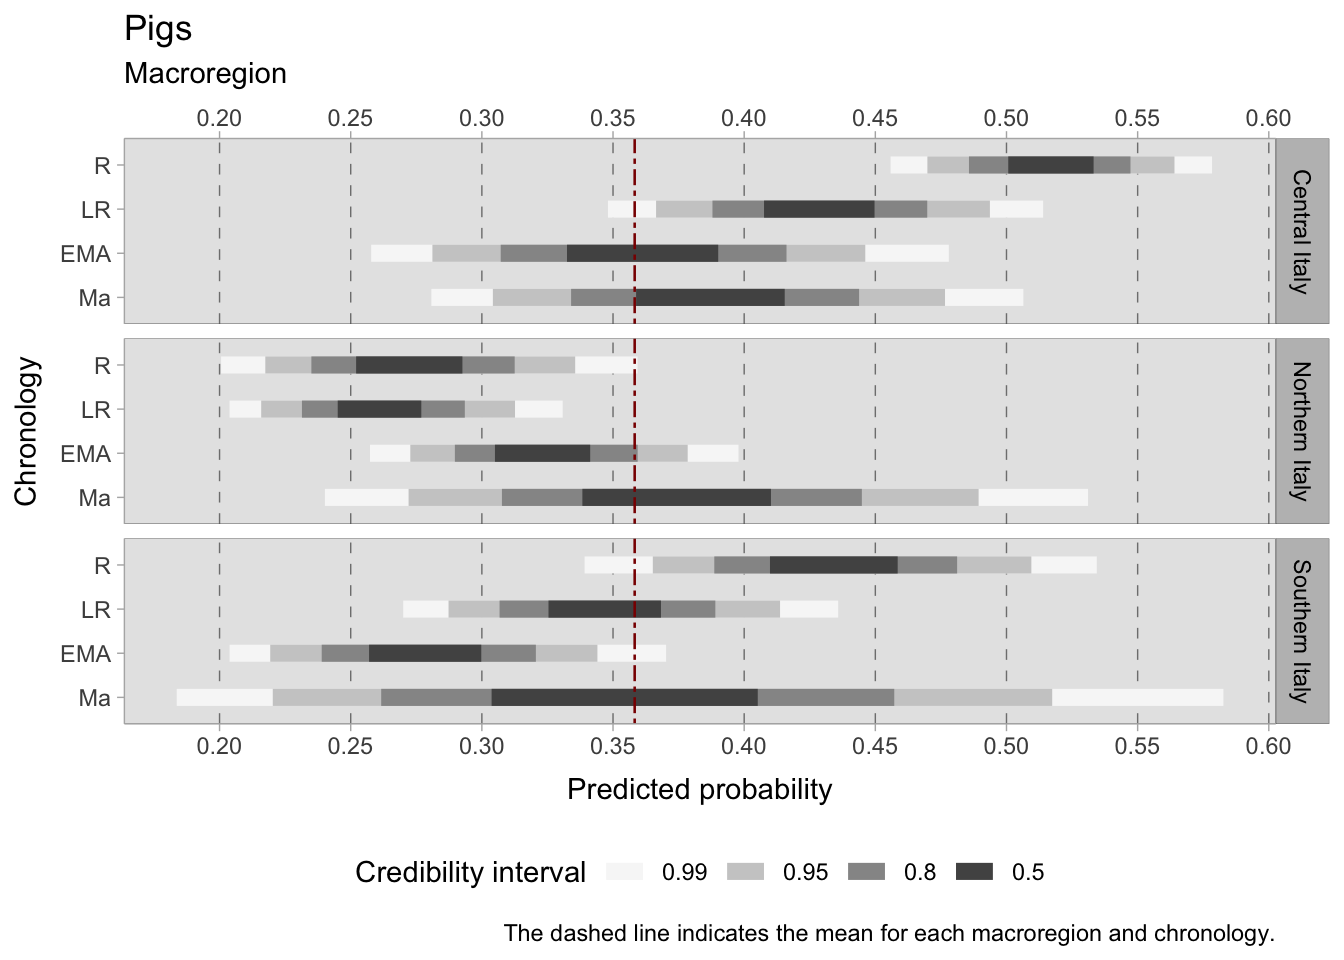 Pigs
Macroregion
0.20 0.25 0.30 0.35 0.40 0.45 0.50 0.55 0.60
Chronology
R
LR
EMA
Ma
Central Italy
R
LR
EMA
Ma
Northern Italy
R
LR
EMA
Ma
Southern Italy
0.20 0.25 0.30 0.35 0.40 0.45 0.50 0.55 0.60
Predicted probability
Credibility interval 0.99 0.95 0.8 0.5
The dashed line indicates the mean for each macroregion and chronology.